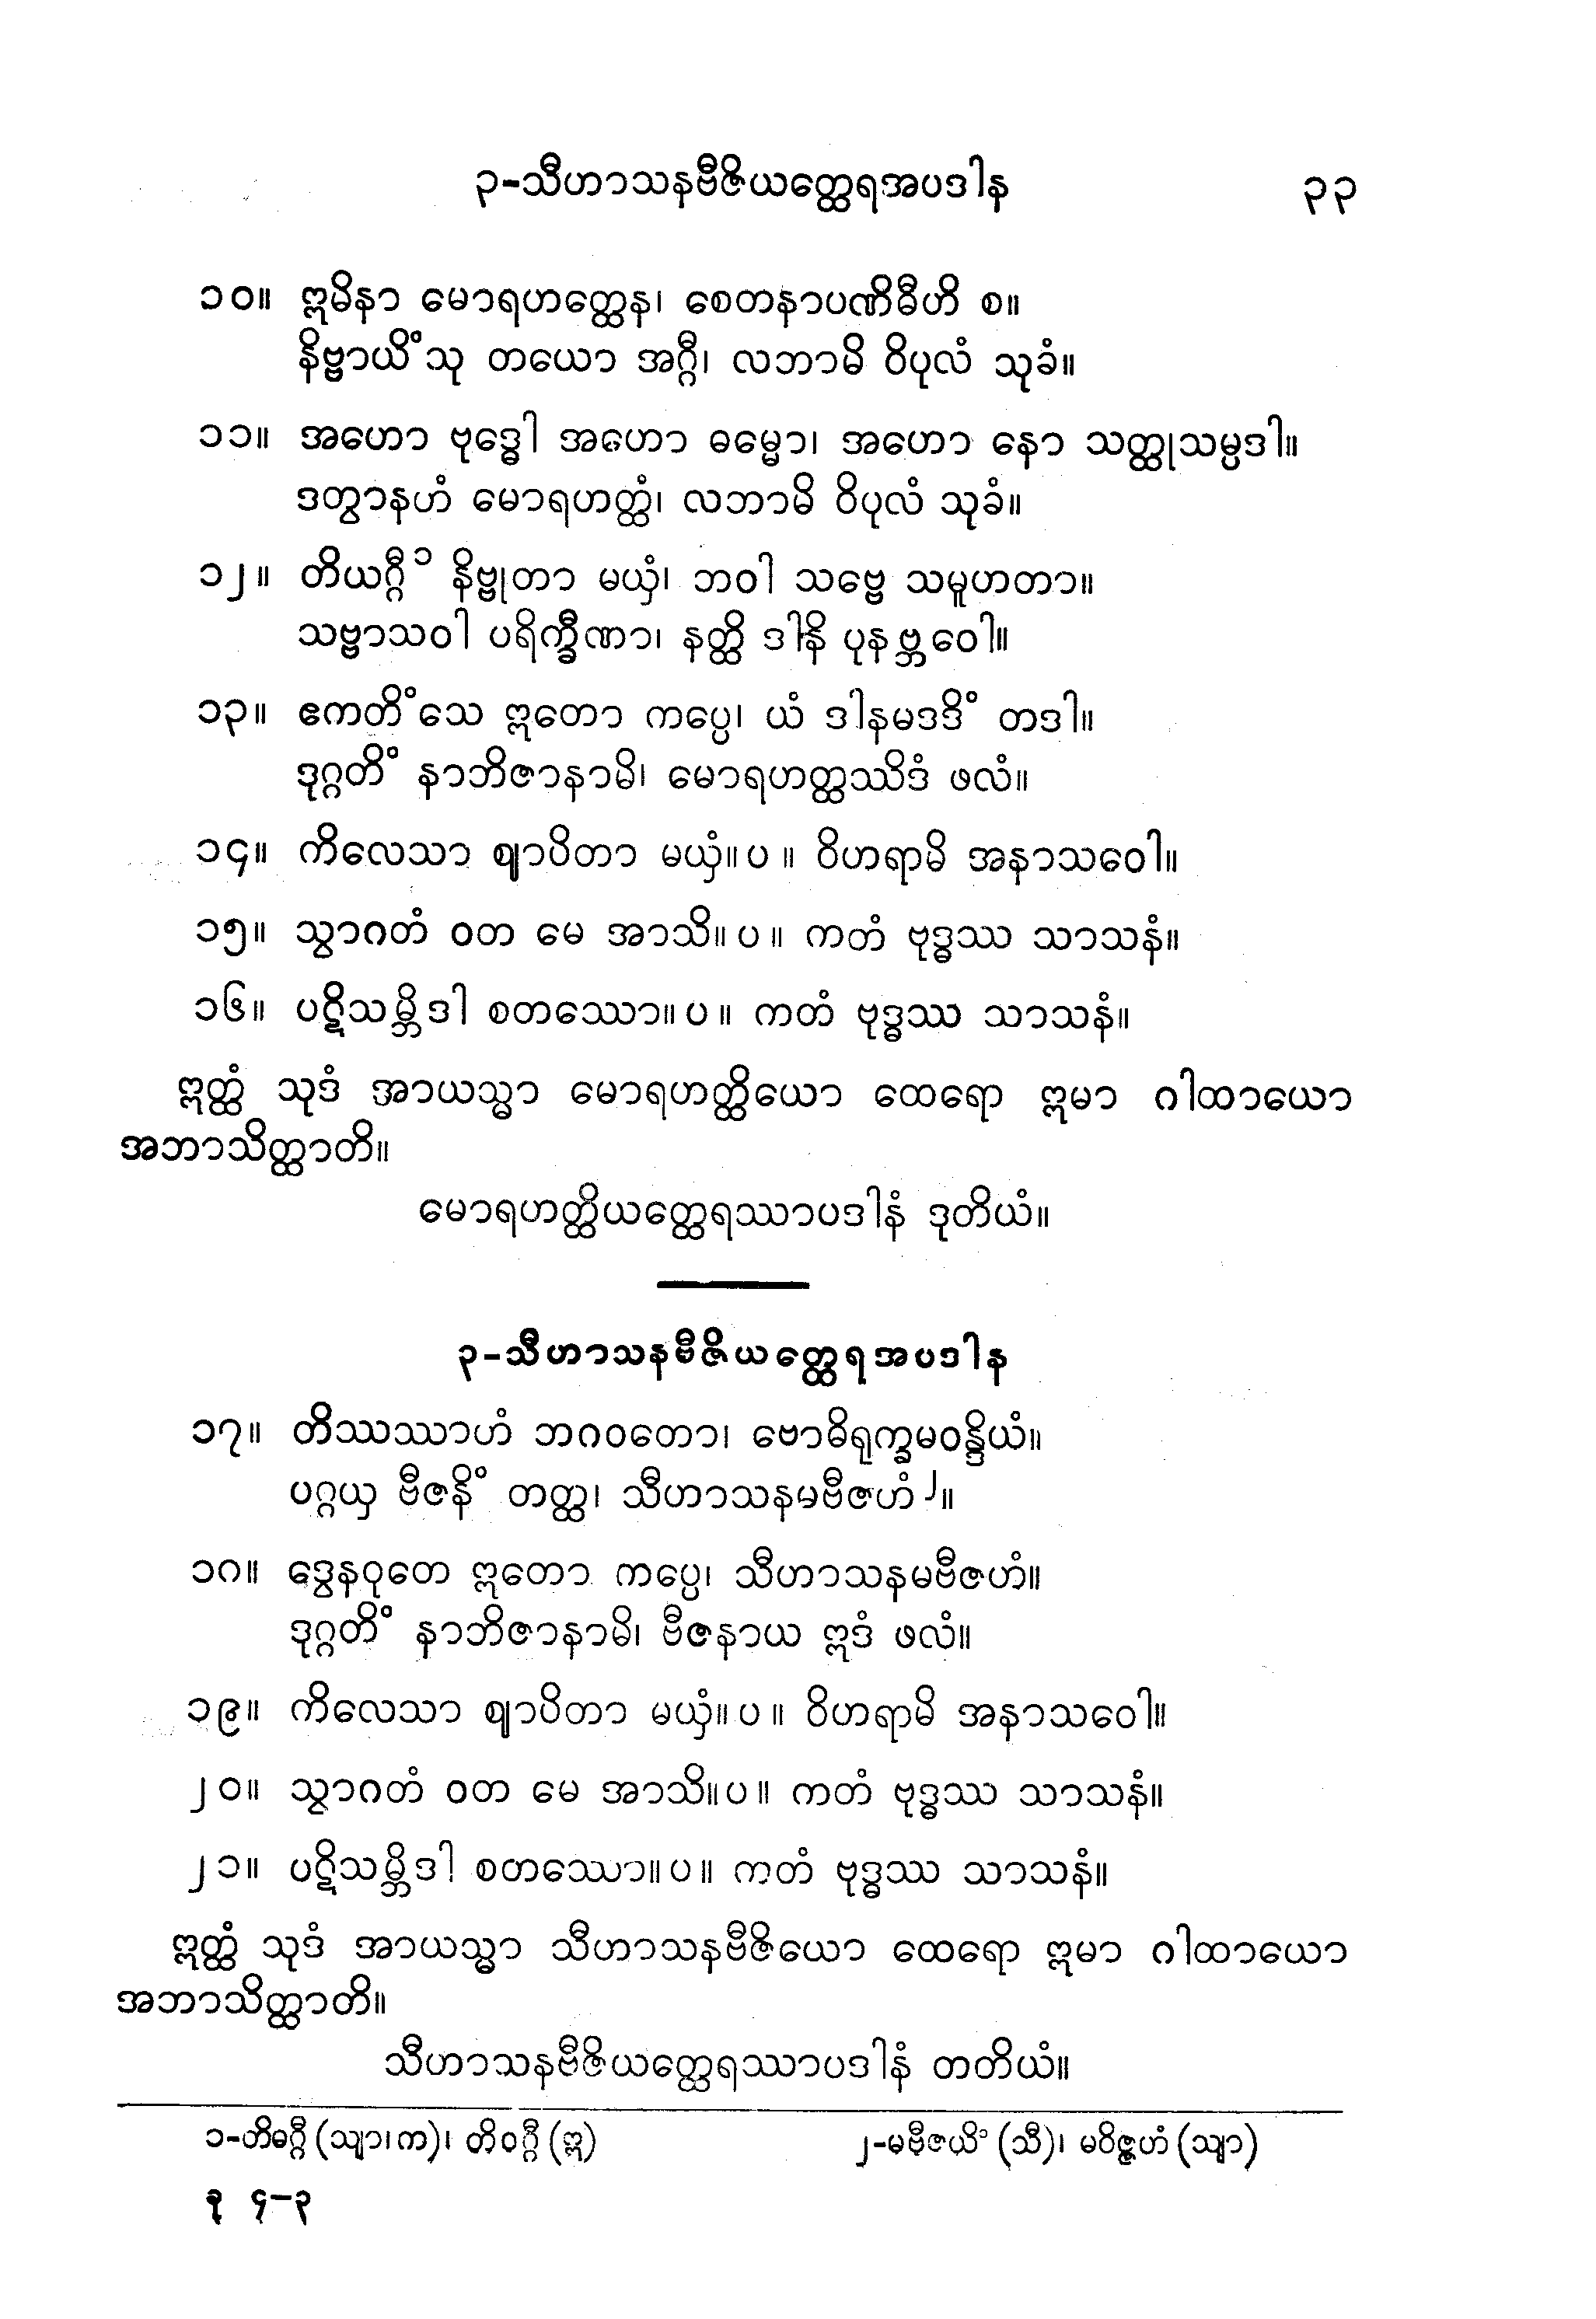 ၃-သီဟာသနဗီဇိယတ္ထေရအပဒါန ၃၃
၁၀။ ဣမိနာ မောရဟတ္ထေန၊ စေတနာပဏိဓီဟိ စ။
နိဗ္ဗာယိံသု တယော အဂ္ဂီ၊ လဘာမိ ဝိပုလံ သုခံ။
၁၁။ အဟော ဗုဒ္ဓေါ အဟော ဓမ္မော၊ အဟော နော သတ္ထုသမ္ပဒါ။
ဒတွာနဟံ မောရဟတ္ထံ၊ လဘာမိ ဝိပုလံ သုခံ။
၁၂။ တိယဂ္ဂီ ၁ နိဗ္ဗုတာ မယှံ၊ ဘဝါ သဗ္ဗေ သမူဟတာ။
သဗ္ဗာသဝါ ပရိက္ခီဏာ၊ နတ္ထိ ဒါနိ ပုနဗ္ဘဝေါ။
၁၃။ ဧကတိံသေ ဣတော ကပ္ပေ၊ ယံ ဒါနမဒဒိံ တဒါ။
ဒုဂ္ဂတိံ နာဘိဇာနာမိ၊ မောရဟတ္ထဿိဒံ ဖလံ။
၁၄။ ကိလေသာ ဈာပိတာ မယှံ။ ပ ။ ဝိဟရာမိ အနာသဝေါ။
၁၅။ သွာဂတံ ဝတ မေ အာသိ။ ပ ။ ကတံ ဗုဒ္ဓဿ သာသနံ။
၁၆။ ပဋိသမ္ဘိဒါ စတဿော။ ပ ။ ကတံ ဗုဒ္ဓဿ သာသနံ။
ဣတ္ထံ သုဒံ အာယသ္မာ မောရဟတ္ထိယော ထေရော ဣမာ ဂါထာယော
အဘာသိတ္ထာတိ။
မောရဟတ္ထိယတ္ထေရဿာပဒါနံ ဒုတိယံ။
၃-သီဟာသနဗီဇိယတ္ထေရအပဒါန
၁၇။ တိဿဿာဟံ ဘဂဝတော၊ ဗောဓိရုက္ခမဝန္ဒိယံ။
ပဂ္ဂယှ ဗီဇနိံ တတ္ထ၊ သီဟာသနမဗီဇဟံ ၂။
၁၈။ ဒွေနဝုတေ ဣတော ကပ္ပေ၊ သီဟာသနမဗီဇဟံ။
ဒုဂ္ဂတိံ နာဘိဇာနာမိ၊ ဗီဇနာယ ဣဒံ ဖလံ။
၁၉။ ကိလေသာ ဈာပိတာ မယှံ။ ပ ။ ဝိဟရာမိ အနာသဝေါ။
၂၀။ သွာဂတံ ဝတ မေ အာသိ။ ပ ။ ကတံ ဗုဒ္ဓဿ သာသနံ။
၂၁။ ပဋိသမ္ဘိဒါ စတဿော။ ပ ။ ကတံ ဗုဒ္ဓဿ သာသနံ။
ဣတ္ထံ သုဒံ အာယသ္မာ သီဟာသနဗီဇိယော ထေရော ဣမာ ဂါထာယော
အဘာသိတ္ထာတိ။
သီဟာသနဗီဇိယတ္ထေရဿာပဒါနံ တတိယံ။
၁-တိဓဂ္ဂီ (သျာ၊ က)၊ တိဝဂ္ဂီ (ဣ) ၂-မဗီဇယိံ (သီ)၊ မဝိဇ္ဇဟံ (သျာ)
ခု ၄-၃